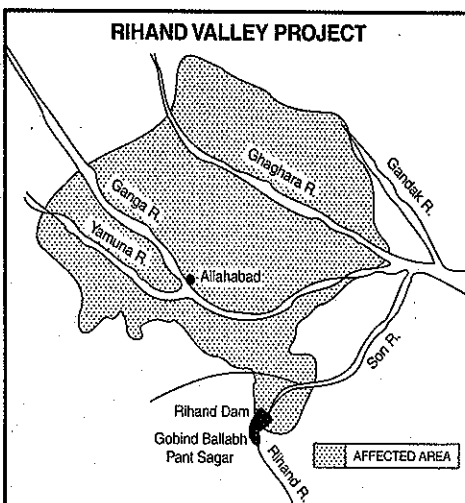 RIHAND VALLEY PROJECT
Ghaghara R.
Gandak R.
Ganga R.
Yamuna R.
Allahabad
Son R.
Rihand Dam
Gobind Ballabh
Pant Sagar
Rihand R.
AFFECTED AREA